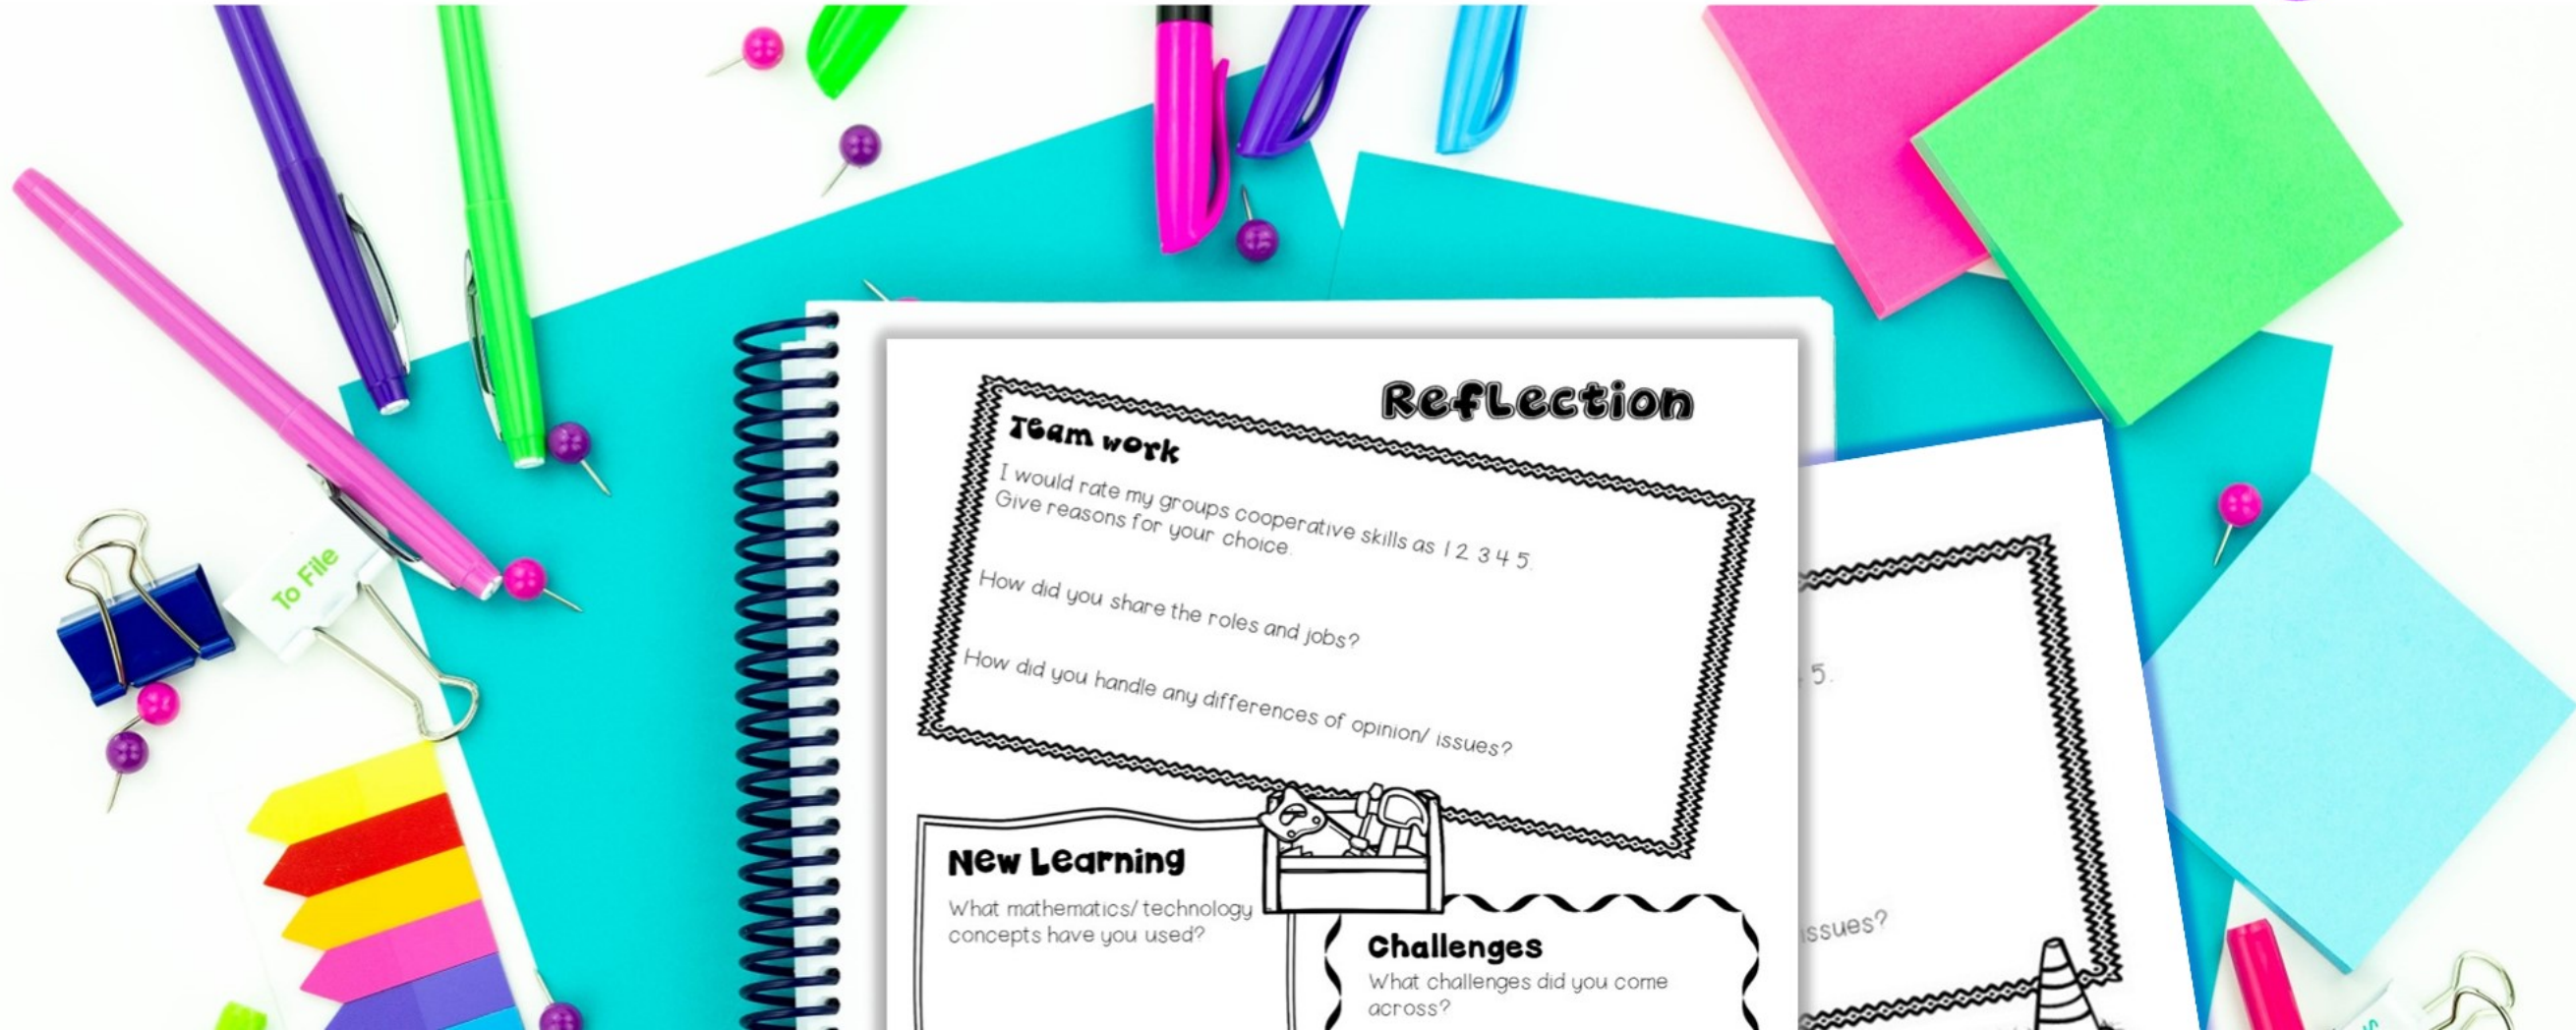 To File
Reflection
Team work
I would rate my groups cooperative skills as 1 2 3 4 5.
Give reasons for your choice.
How did you share the roles and jobs?
How did you handle any differences of opinion/ issues?
New Learning
What mathematics/ technology
concepts have you used?
Challenges
What challenges did you come
across?
5.
issues?